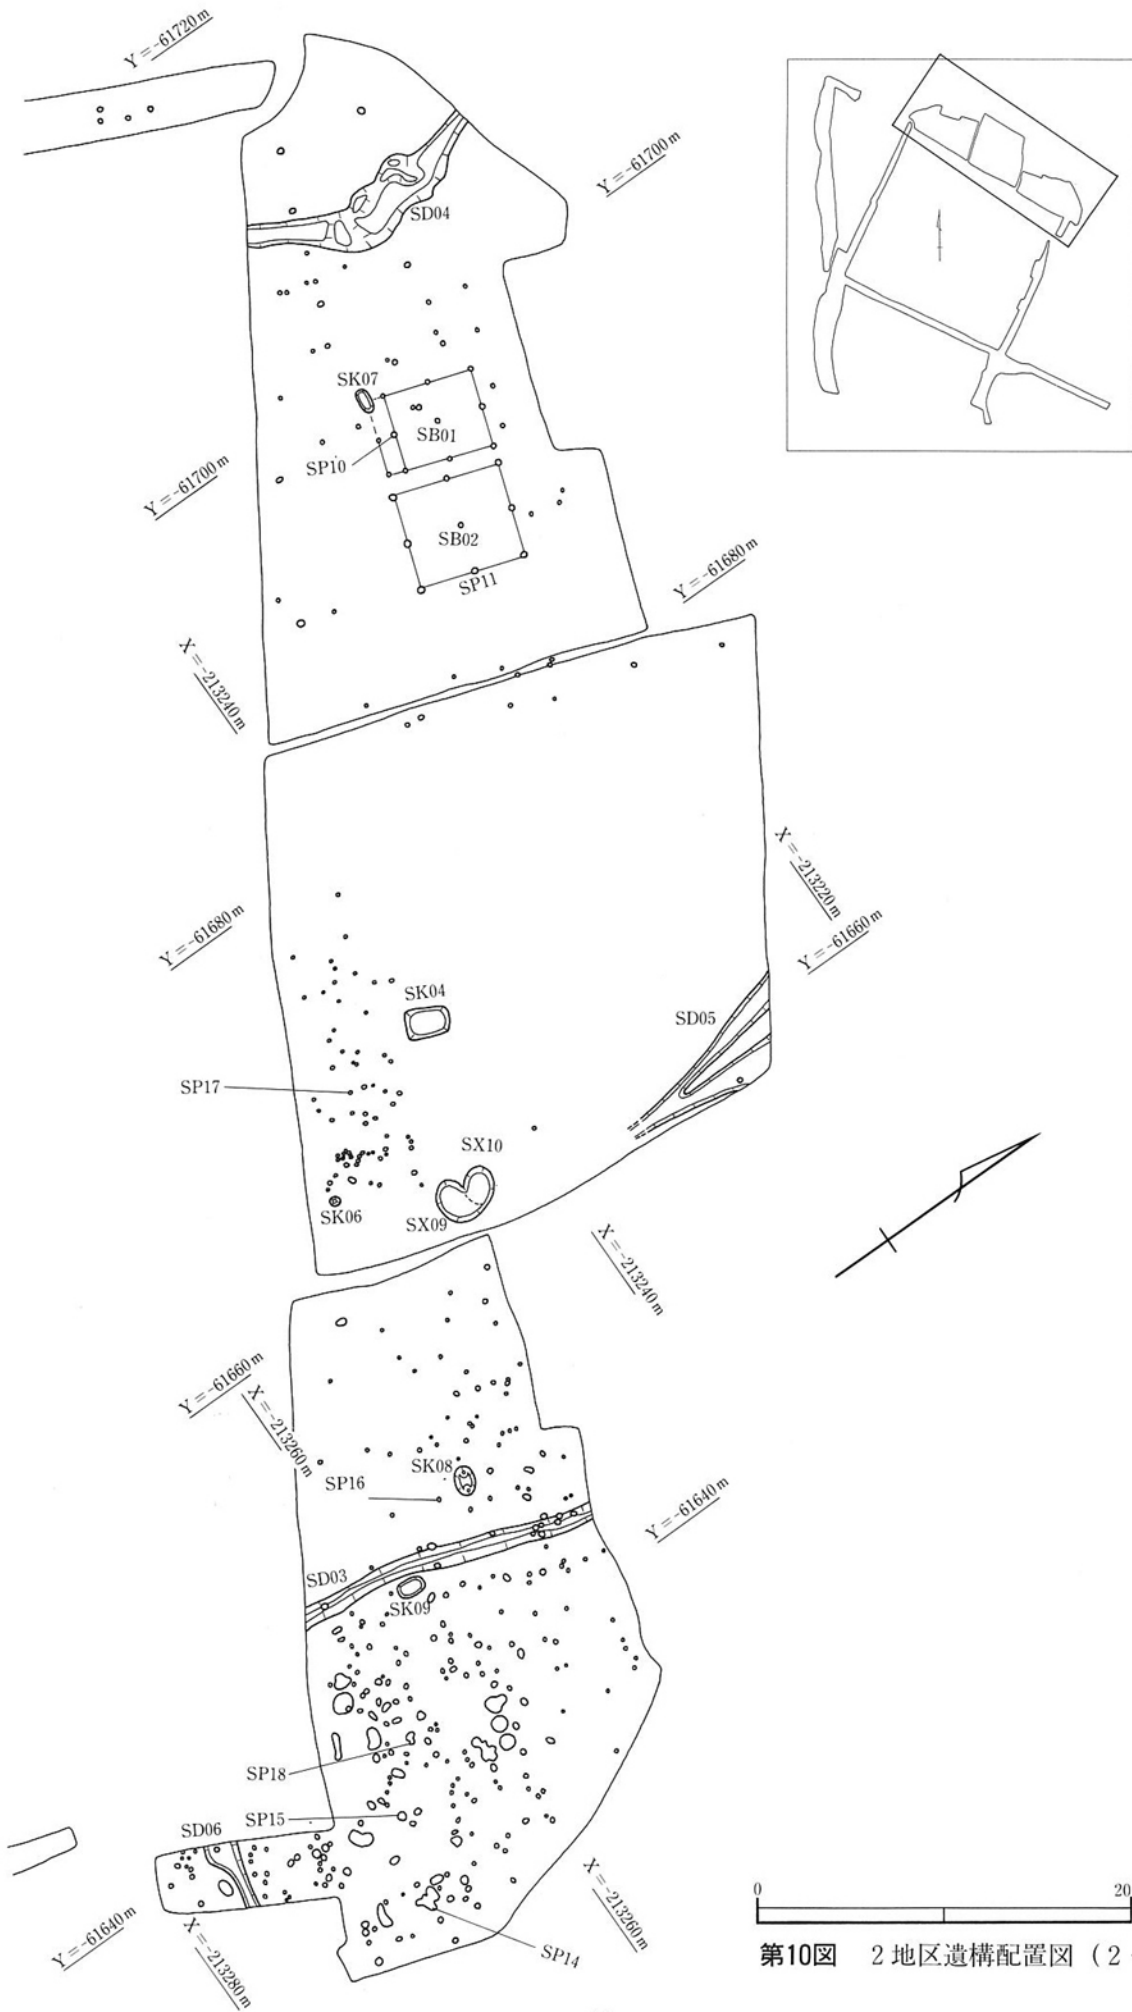 Y = -61720m
Y = -61700m
SD04
SK07
SB01
SP10
Y = -61700m
SB02
SP11
Y = -61680m
X = -213240m
X = -213220m
Y = -61680m
Y = -61660m
SK04
SD05
SP17
SX10
SK06
SX09
X = -213240m
Y = -61660m
X = -213260m
SK08
SP16
Y = -61640m
SD03
SK09
SP18
SP15
SD06
X = -213260m
Y = -61640m
X = -213280m
SP14
0 20
第10図 2地区遺構配置図(2